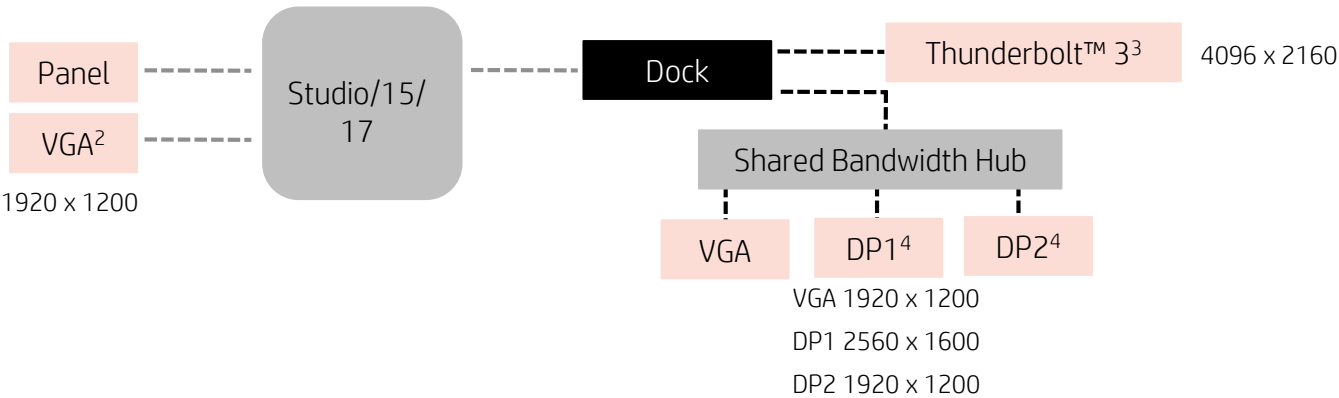 Panel
VGA²
1920 x 1200
Studio/15/
17
Dock
Thunderbolt™ 3³
4096 x 2160
Shared Bandwidth Hub
VGA
DP1⁴
DP2⁴
VGA 1920 x 1200
DP1 2560 x 1600
DP2 1920 x 1200